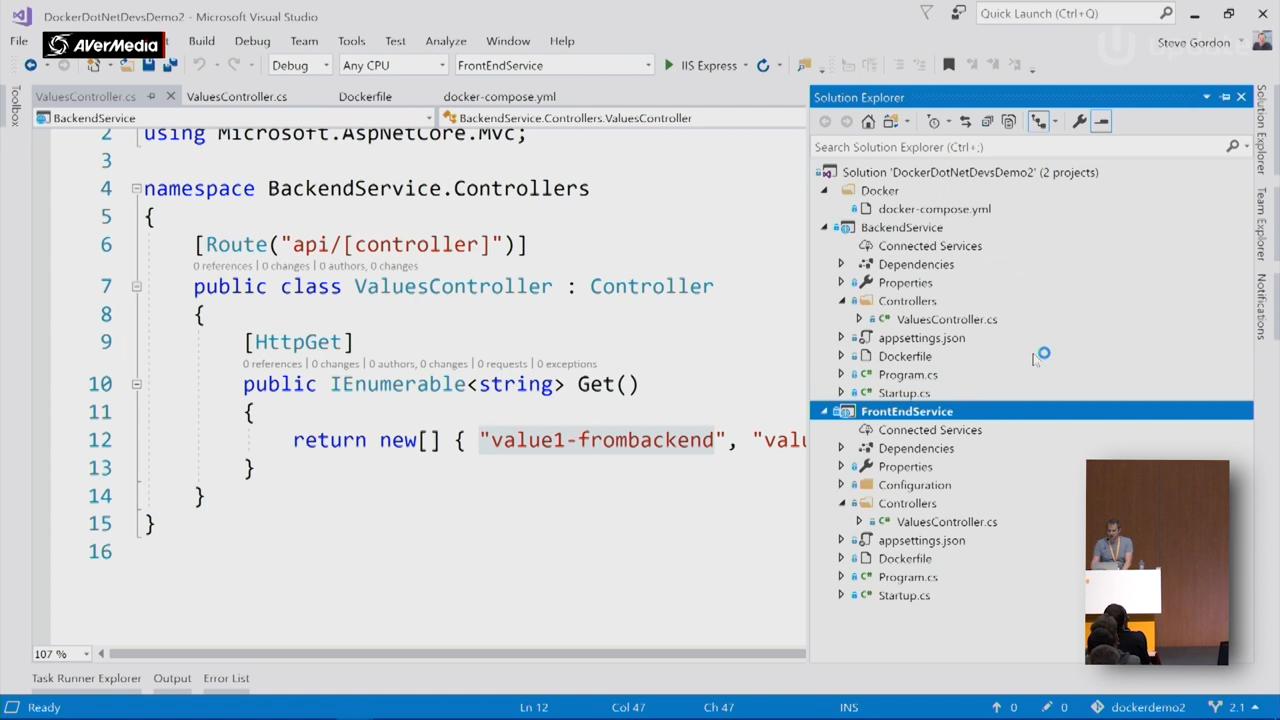 DockerDotNetDevsDemo2 - Microsoft Visual Studio
Quick Launch (Ctrl+Q)
File
AVerMedia
Build
Debug
Team
Tools
Test
Analyze
Window
Help
Steve Gordon
Debug
Any CPU
FrontEndService
IIS Express
Toolbox
ValuesController.cs
ValuesController.cs
Dockerfile
docker-compose.yml
BackendService
BackendService.Controllers.ValuesController
2 using Microsoft.AspNetCore.Mvc;
3
4 namespace BackendService.Controllers
5 {
6 [Route("api/[controller]")]
0 references | 0 changes | 0 authors, 0 changes
7 public class ValuesController : Controller
8 {
9 [HttpGet]
0 references | 0 changes | 0 authors, 0 changes | 0 requests | 0 exceptions
10 public IEnumerable<string> Get()
11 {
12 return new[] { "value1-frombackend", "valu
13 }
14 }
15 }
16
107 %
Solution Explorer
Search Solution Explorer (Ctrl+;)
Solution 'DockerDotNetDevsDemo2' (2 projects)
Docker
docker-compose.yml
BackendService
Connected Services
Dependencies
Properties
Controllers
C# ValuesController.cs
appsettings.json
Dockerfile
C# Program.cs
C# Startup.cs
FrontEndService
Connected Services
Dependencies
Properties
Configuration
Controllers
C# ValuesController.cs
appsettings.json
Dockerfile
C# Program.cs
C# Startup.cs
Solution Explorer
Team Explorer
Notifications
Task Runner Explorer
Output
Error List
Ready
Ln 12
Col 47
Ch 47
INS
0
0
dockerdemo2
2.1